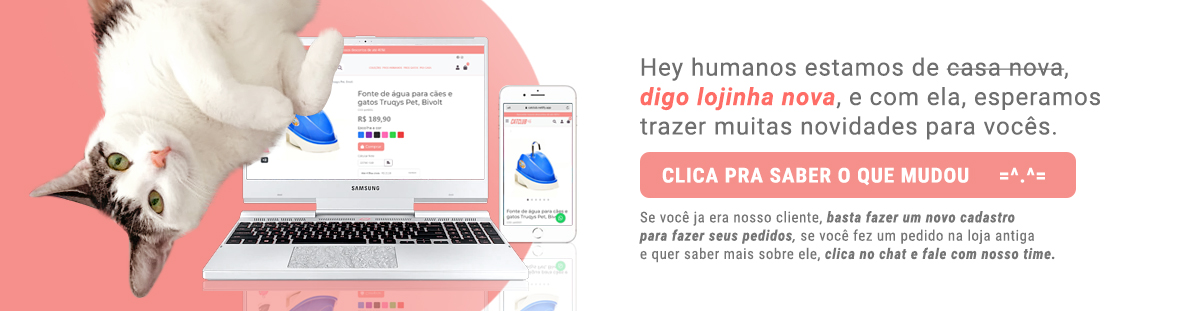 Fonte de água para cães e
gatos Truqys Pet, Bivolt
R$ 189,90
SAMSUNG
Fonte de água para cães e
gatos Truqys Pet, Bivolt
Hey humanos estamos de casa nova,
digo lojinha nova, e com ela, esperamos
trazer muitas novidades para vocês.
CLICA PRA SABER O QUE MUDOU =^.^=
Se você ja era nosso cliente, basta fazer um novo cadastro
para fazer seus pedidos, se você fez um pedido na loja antiga
e quer saber mais sobre ele, clica no chat e fale com nosso time.